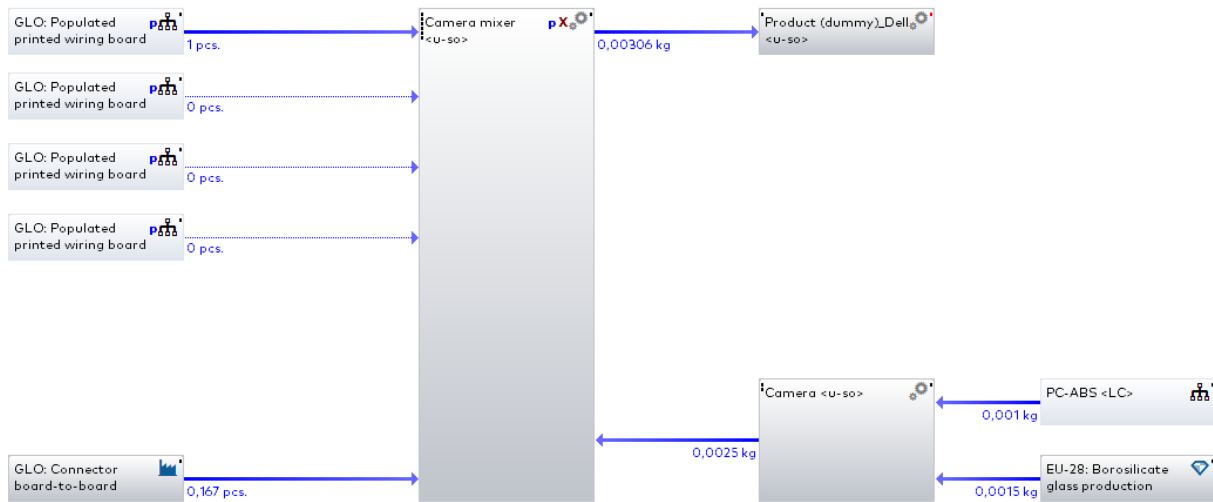 GLO: Populated
printed wiring board
p
1 pcs.
GLO: Populated
printed wiring board
p
0 pcs.
GLO: Populated
printed wiring board
p
0 pcs.
GLO: Populated
printed wiring board
p
0 pcs.
GLO: Connector
board-to-board
0,167 pcs.
Camera mixer
<u-so>
p X
0,00306 kg
Product (dummy)_Dell
<u-so>
Camera <u-so>
0,0025 kg
PC-ABS <LC>
0,001 kg
EU-28: Borosilicate
glass production
0,0015 kg